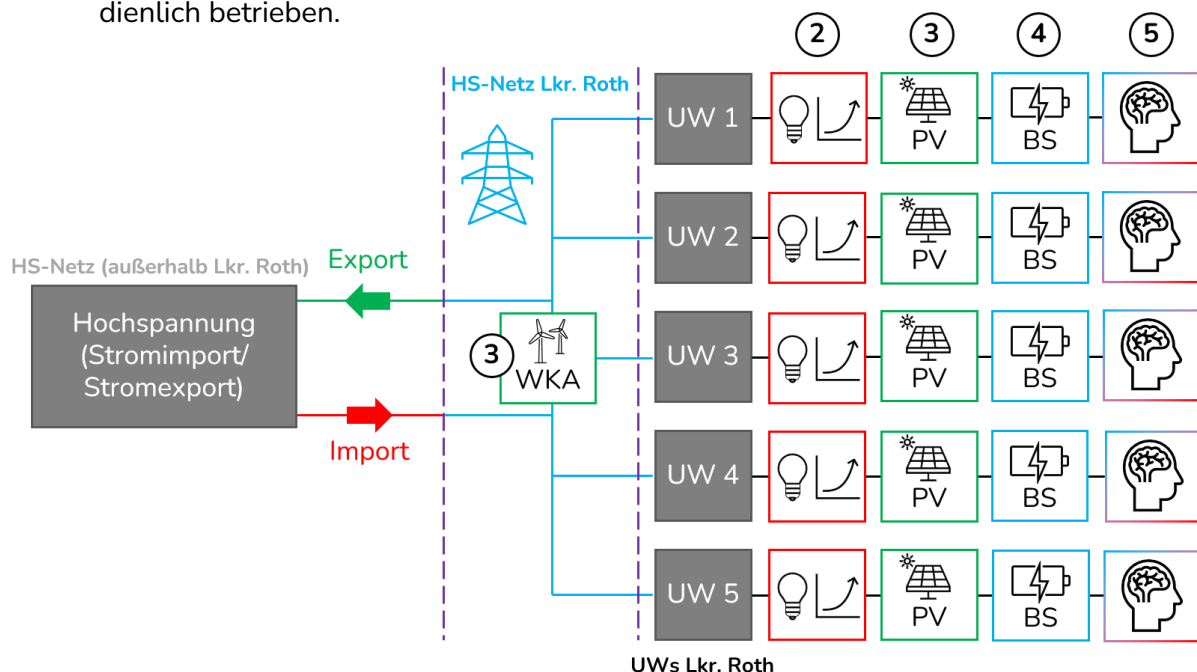 dienlich betrieben.
2
3
4
5
HS-Netz Lkr. Roth
UW 1
PV
BS
UW 2
PV
BS
HS-Netz (außerhalb Lkr. Roth)
Export
Hochspannung
(Stromimport/
Stromexport)
3
WKA
UW 3
PV
BS
Import
UW 4
PV
BS
UW 5
PV
BS
UWs Lkr. Roth